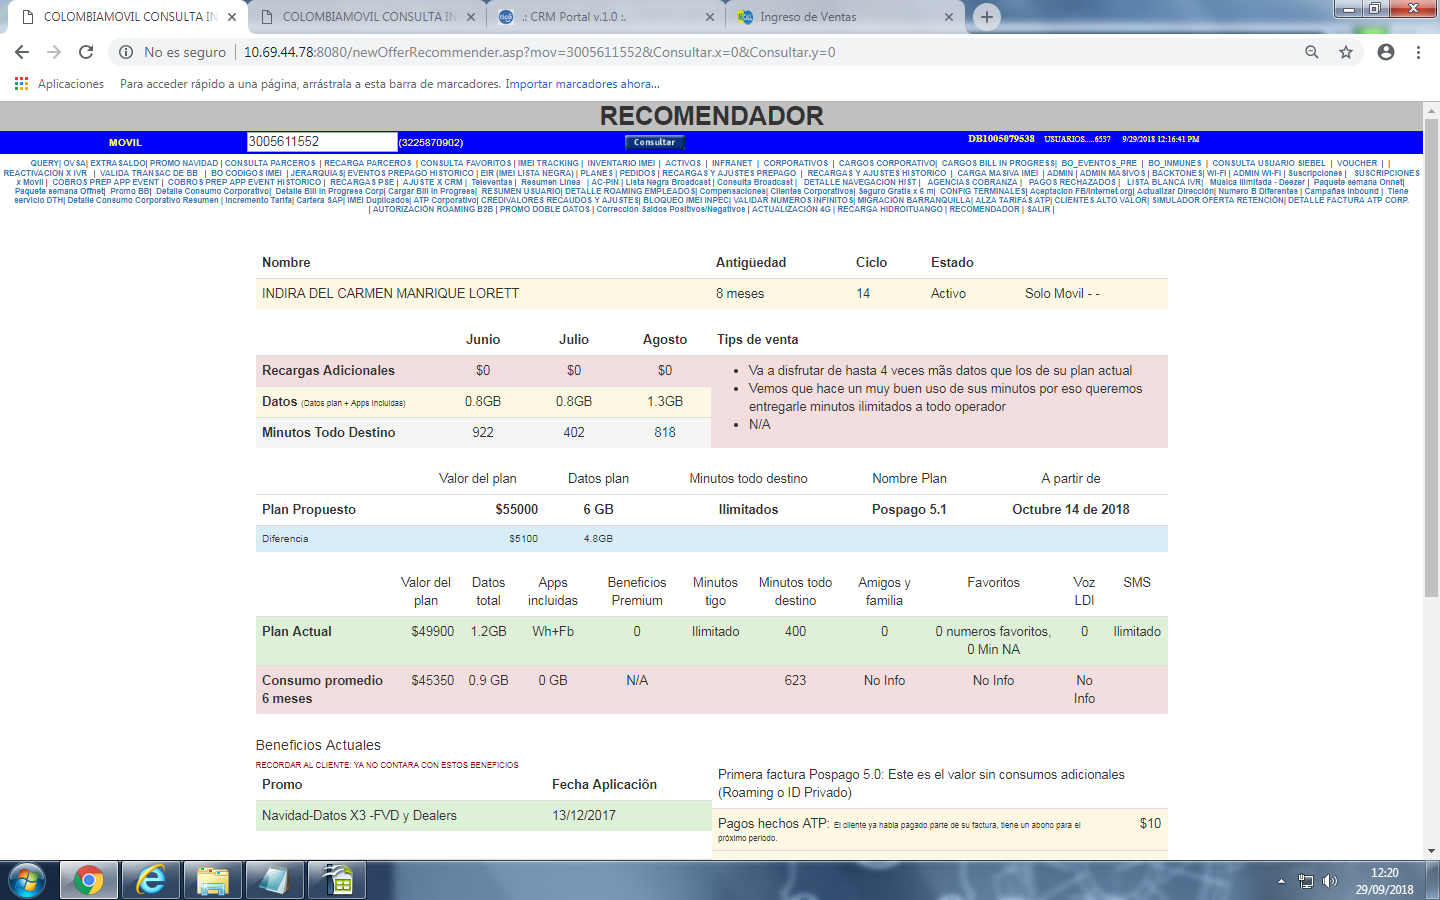 COLOMBIAMOVIL CONSULTA IN
COLOMBIAMOVIL CONSULTA IN
.: CRM Portal v.1.0 :.
Ingreso de Ventas
No es seguro | 10.69.44.78:8080/newOfferRecommender.asp?mov=3005611552&Consultar.x=0&Consultar.y=0
Aplicaciones Para acceder rápido a una página, arrástrala a esta barra de marcadores. Importar marcadores ahora...
RECOMENDADOR
MOVIL 3005611552 (3225870902) Consultar DB1005079538 USUARIOS.....6537 9/29/2018 12:16:41 PM
QUERY| OVSA| EXTRASALDO| PROMO NAVIDAD | CONSULTA PARCEROS | RECARGA PARCEROS | CONSULTA FAVORITOS | IMEI TRACKING | INVENTARIO IMEI | ACTIVOS | INFRANET | CORPORATIVOS | CARGOS CORPORATIVO| CARGOS BILL IN PROGRESS| BO_EVENTOS_PRE | BO_INMUNES | CONSULTA USUARIO SIEBEL | VOUCHER | |
REACTIVACION X IVR | VALIDA TRANSAC DE BB | BO CODIGOS IMEI | JERARQUIAS| EVENTOS PREPAGO HISTORICO | EIR (IMEI LISTA NEGRA) | PLANES | PEDIDOS | RECARGAS Y AJUSTES PREPAGO | RECARGAS Y AJUSTES HISTORICO | CARGA MASIVA IMEI | ADMIN | ADMIN MASIVOS | BACKTONES| WI-FI | ADMIN WI-FI | Suscripciones | SUSCRIPCIONES
x Movil | COBROS PREP APP EVENT | COBROS PREP APP EVENT HISTORICO | RECARGAS PSE | AJUSTE X CRM | Televentas | Resumen Linea | AC-PIN | Lista Negra Broadcast | Consulta Broadcast | DETALLE NAVEGACION HIST | AGENCIAS COBRANZA | PAGOS RECHAZADOS | LISTA BLANCA IVR| Musica Ilimitada - Deezer | Paquete semana Onnet|
Paquete semana Offnet| Promo BB| Detalle Consumo Corporativo| Detalle Bill In Progress Corp| Cargar Bill In Progress| RESUMEN USUARIO| DETALLE ROAMING EMPLEADOS| Compensaciones| Clientes Corporativos| Seguro Gratis x 6 m| CONFIG TERMINALES| Aceptacion FB/Internet.org| Actualizar Dirección| Numero B Diferentes | Campañas Inbound | Tiene
servicio DTH| Detalle Consumo Corporativo Resumen | Incremento Tarifa| Cartera SAP| IMEI Duplicados| ATP Corporativo| CREDIVALORES RECAUDOS Y AJUSTES| BLOQUEO IMEI INPEC| VALIDAR NUMEROS INFINITOS| MIGRACIÓN BARRANQUILLA| ALZA TARIFAS ATP| CLIENTES ALTO VALOR| SIMULADOR OFERTA RETENCIÓN| DETALLE FACTURA ATP CORP.
| AUTORIZACIÓN ROAMING B2B | PROMO DOBLE DATOS | Corrección Saldos Positivos/Negativos | ACTUALIZACIÓN 4G | RECARGA HIDROITUANGO | RECOMENDADOR | SALIR |
Nombre Antigüedad Ciclo Estado
INDIRA DEL CARMEN MANRIQUE LORETT 8 meses 14 Activo Solo Movil - -
Junio Julio Agosto Tips de venta
Recargas Adicionales $0 $0 $0
Datos (Datos plan + Apps Incluidas) 0.8GB 0.8GB 1.3GB
Minutos Todo Destino 922 402 818
• Va a disfrutar de hasta 4 veces mãs datos que los de su plan actual
• Vemos que hace un muy buen uso de sus minutos por eso queremos
entregarle minutos ilimitados a todo operador
• N/A
Valor del plan Datos plan Minutos todo destino Nombre Plan A partir de
Plan Propuesto $55000 6 GB Ilimitados Pospago 5.1 Octubre 14 de 2018
Diferencia $5100 4.8GB
Valor del Datos Apps Beneficios Minutos Minutos todo Amigos y Favoritos Voz SMS
plan total incluidas Premium tigo destino familia LDI
Plan Actual $49900 1.2GB Wh+Fb 0 Ilimitado 400 0 0 numeros favoritos, 0 Ilimitado
0 Min NA
Consumo promedio $45350 0.9 GB 0 GB N/A 623 No Info No Info No
6 meses Info
Beneficios Actuales
RECORDAR AL CLIENTE: YA NO CONTARA CON ESTOS BENEFICIOS
Promo Fecha Aplicación
Navidad-Datos X3 -FVD y Dealers 13/12/2017
Primera factura Pospago 5.0: Este es el valor sin consumos adicionales
(Roaming o ID Privado)
Pagos hechos ATP: El cliente ya habia pagado parte de su factura, tiene un abono para el $10
próximo periodo.
12:20
29/09/2018